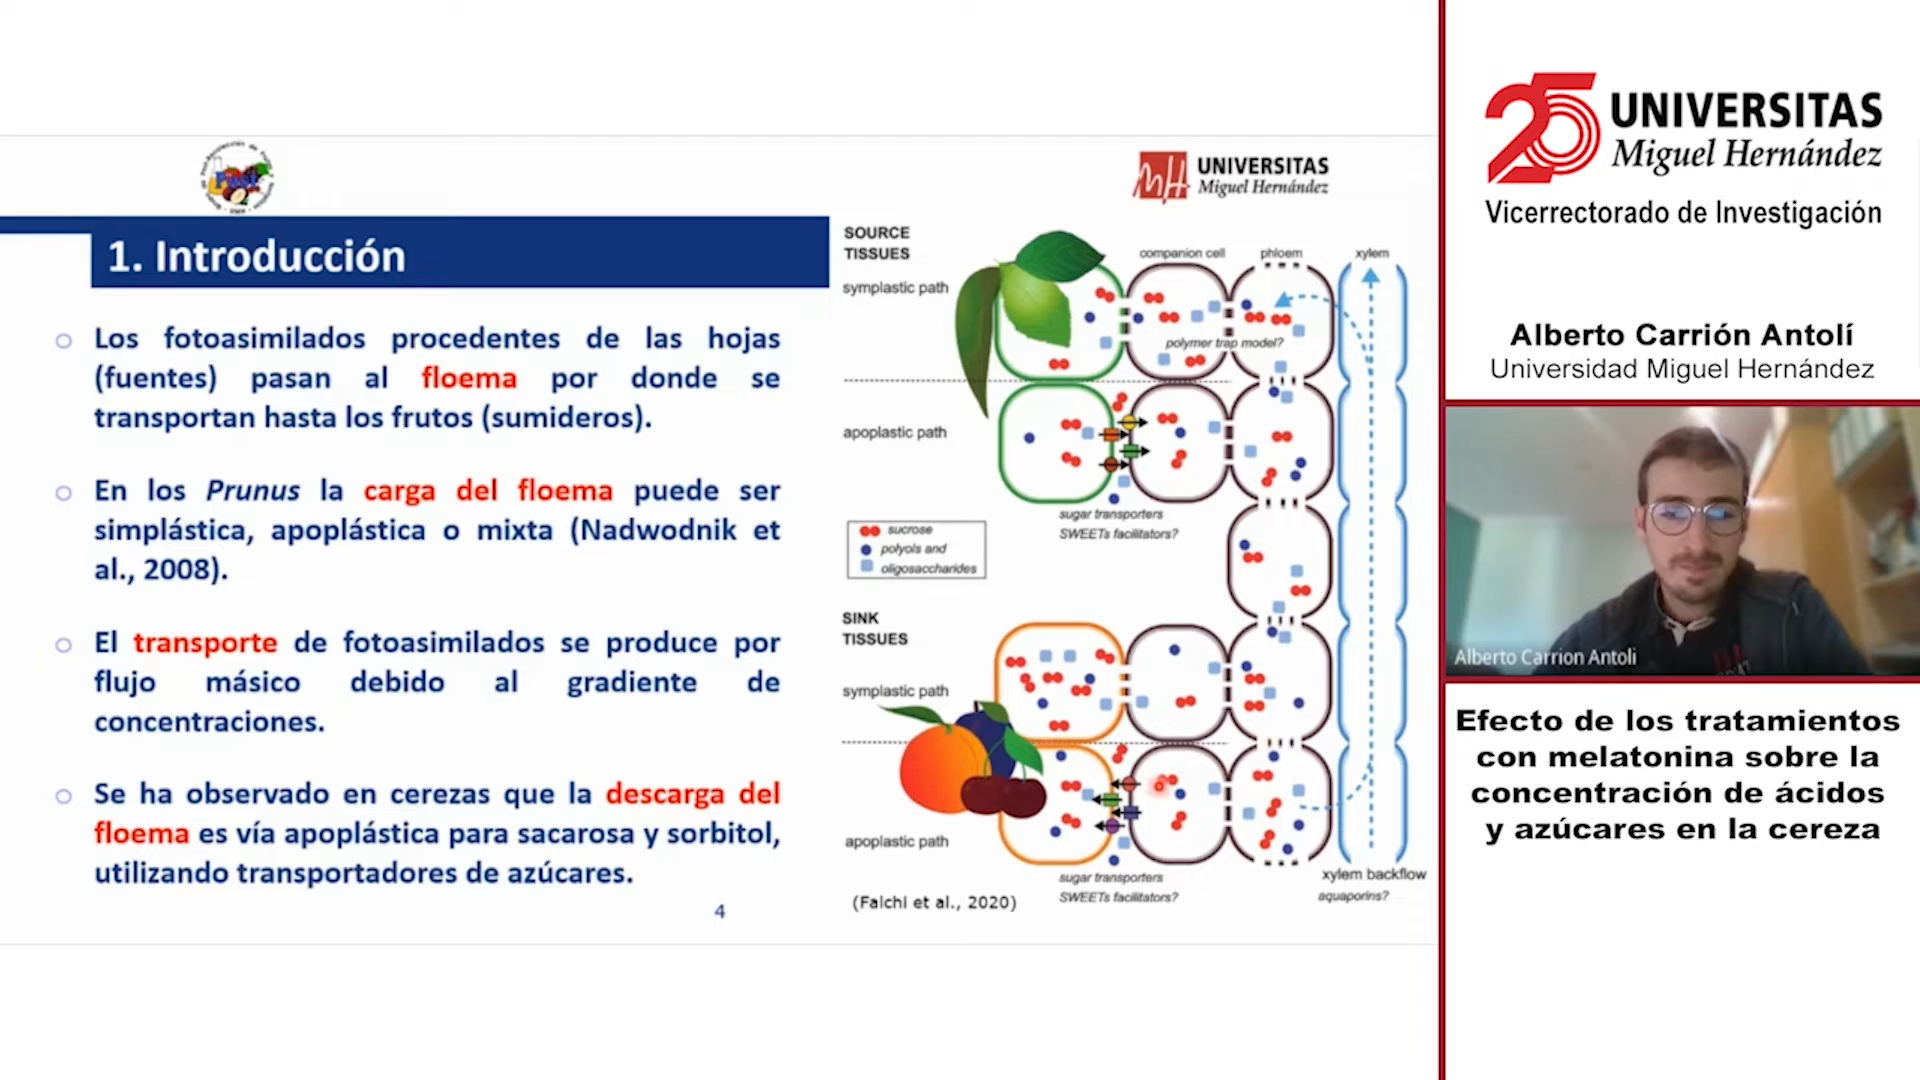 UNIVERSITAS
Miguel Hernández
1. Introducción
Los fotoasimilados procedentes de las hojas
(fuentes) pasan al floema por donde se
transportan hasta los frutos (sumideros).
En los Prunus la carga del floema puede ser
simplástica, apoplástica o mixta (Nadwodnik et
al., 2008).
El transporte de fotoasimilados se produce por
flujo másico debido al gradiente de
concentraciones.
Se ha observado en cerezas que la descarga del
floema es vía apoplástica para sacarosa y sorbitol,
utilizando transportadores de azúcares.
4
SOURCE
TISSUES
companion cell
phloem
xylem
symplastic path
polymer trap model?
apoplastic path
sugar transporters
SWEETs facilitators?
sucrose
polyols and
oligosaccharides
SINK
TISSUES
symplastic path
apoplastic path
sugar transporters
SWEETs facilitators?
xylem backflow
aquaporins?
(Falchi et al., 2020)
25 UNIVERSITAS
Miguel Hernández
Vicerrectorado de Investigación
Alberto Carrión Antolí
Universidad Miguel Hernández
Alberto Carrion Antoli
Efecto de los tratamientos
con melatonina sobre la
concentración de ácidos
y azúcares en la cereza